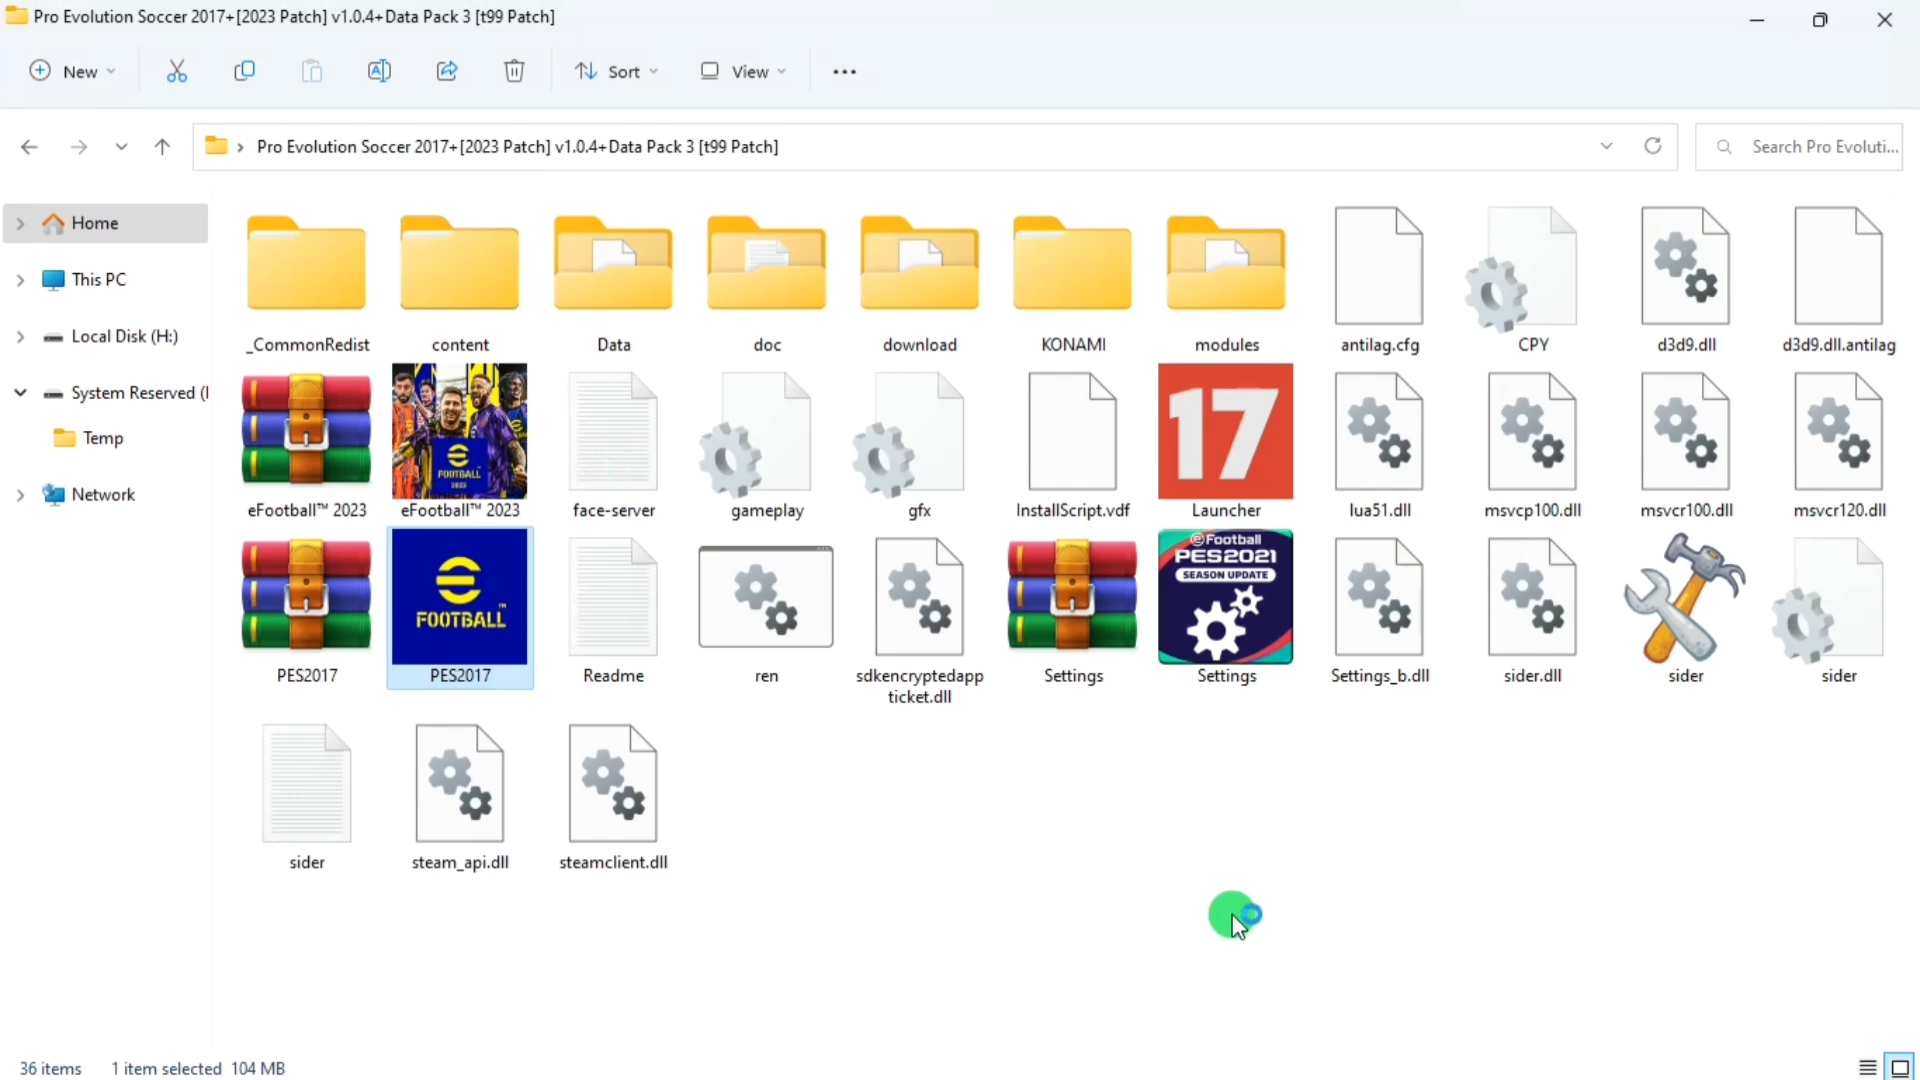 Pro Evolution Soccer 2017+[2023 Patch] v1.0.4+Data Pack 3 [t99 Patch]
New
Sort
View
Pro Evolution Soccer 2017+[2023 Patch] v1.0.4+Data Pack 3 [t99 Patch]
Search Pro Evoluti...
Home
This PC
Local Disk (H:)
System Reserved (
Temp
Network
_CommonRedist
content
Data
doc
download
KONAMI
modules
antilag.cfg
CPY
d3d9.dll
d3d9.dll.antilag
FOOTBALL
2023
17
eFootball™ 2023
eFootball™ 2023
face-server
gameplay
gfx
InstallScript.vdf
Launcher
lua51.dll
msvcp100.dll
msvcr100.dll
msvcr120.dll
FOOTBALL™
eFootball
PES2021
SEASON UPDATE
PES2017
PES2017
Readme
ren
sdkencryptedapp
ticket.dll
Settings
Settings
Settings_b.dll
sider.dll
sider
sider
sider
steam_api.dll
steamclient.dll
36 items
1 item selected 104 MB